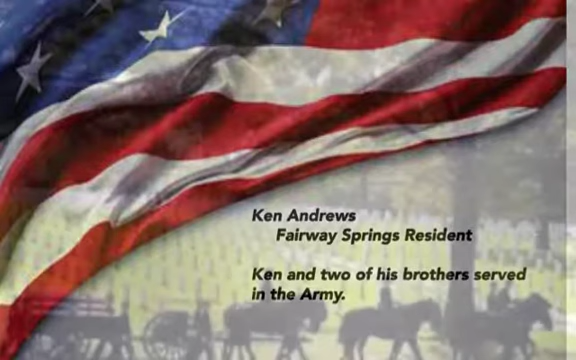 Ken Andrews
Fairway Springs Resident
Ken and two of his brothers served
in the Army.